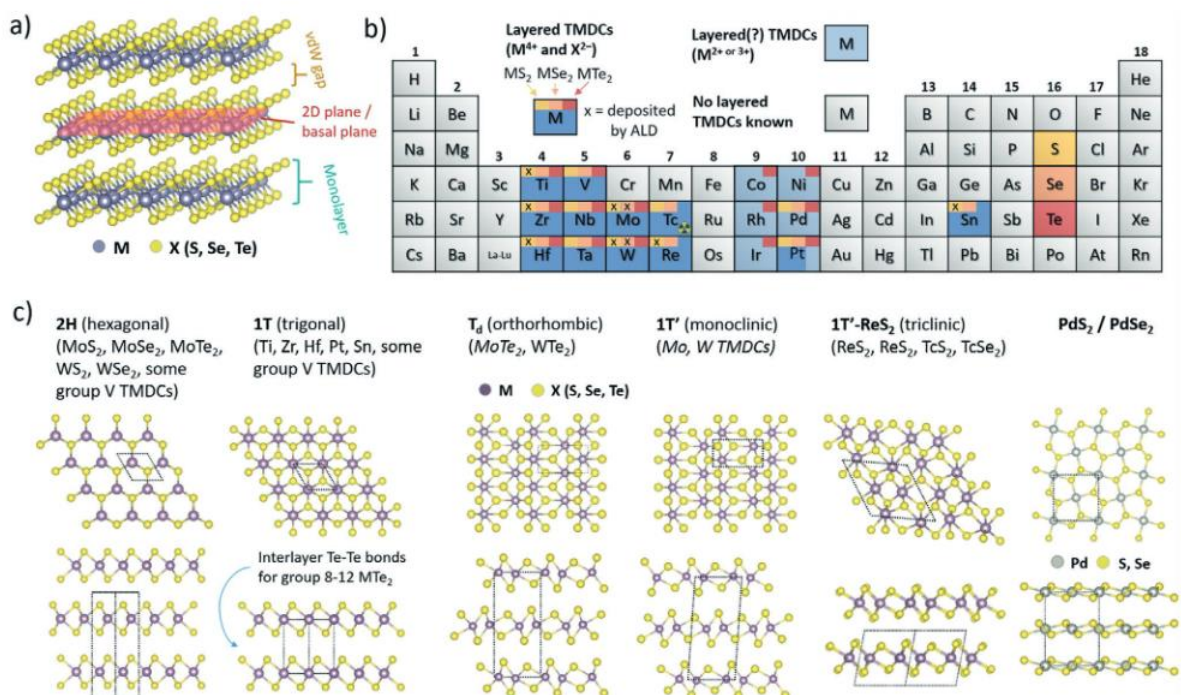 a)
vdW gap
2D plane /
basal plane
Monolayer
M X (S, Se, Te)
b)
Layered TMDCs
(M⁴⁺ and X²⁻)
MS₂ MSe₂ MTe₂
M
x = deposited
by ALD
Layered(?) TMDCs
(M²⁺ or ³⁺)
M
No layered
TMDCs known
M
1 2 3 4 5 6 7 8 9 10 11 12 13 14 15 16 17 18
H He
Li Be B C N O F Ne
Na Mg Al Si P S Cl Ar
K Ca Sc x Ti V Cr Mn Fe Co Ni Cu Zn Ga Ge As Se Br Kr
Rb Sr Y x Zr x Nb x x Mo Tc Ru Rh Pd Ag Cd In x Sn Sb Te I Xe
Cs Ba La-Lu x Hf Ta x x W x Re Os Ir Pt Au Hg Tl Pb Bi Po At Rn
c)
2H (hexagonal)
(MoS₂, MoSe₂, MoTe₂,
WS₂, WSe₂, some
group V TMDCs)
1T (trigonal)
(Ti, Zr, Hf, Pt, Sn, some
group V TMDCs)
T_d (orthorhombic)
(MoTe₂, WTe₂)
1T’ (monoclinic)
(Mo, W TMDCs)
1T’-ReS₂ (triclinic)
(ReS₂, ReS₂, TcS₂, TcSe₂)
PdS₂ / PdSe₂
M X (S, Se, Te)
Interlayer Te-Te bonds
for group 8-12 MTe₂
Pd S, Se